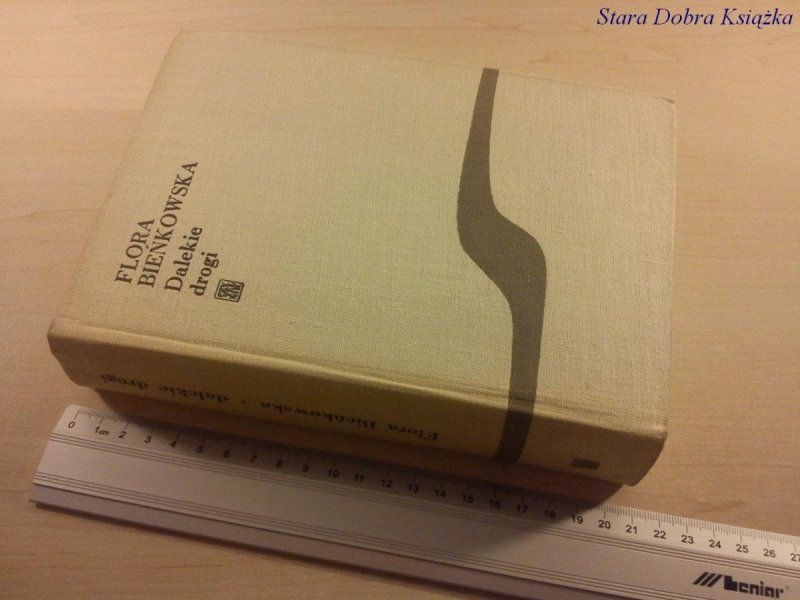 Stara Dobra Książka
FLORA
BIEŃKOWSKA
Dalekie
drogi
Flora Bieńkowska · dalekie drogi
0 1cm 2 3 4 5 6 7 8 9 10 11 12 13 14 15 16 17 18 19 20 21 22 23 24 25 26 27
leniar